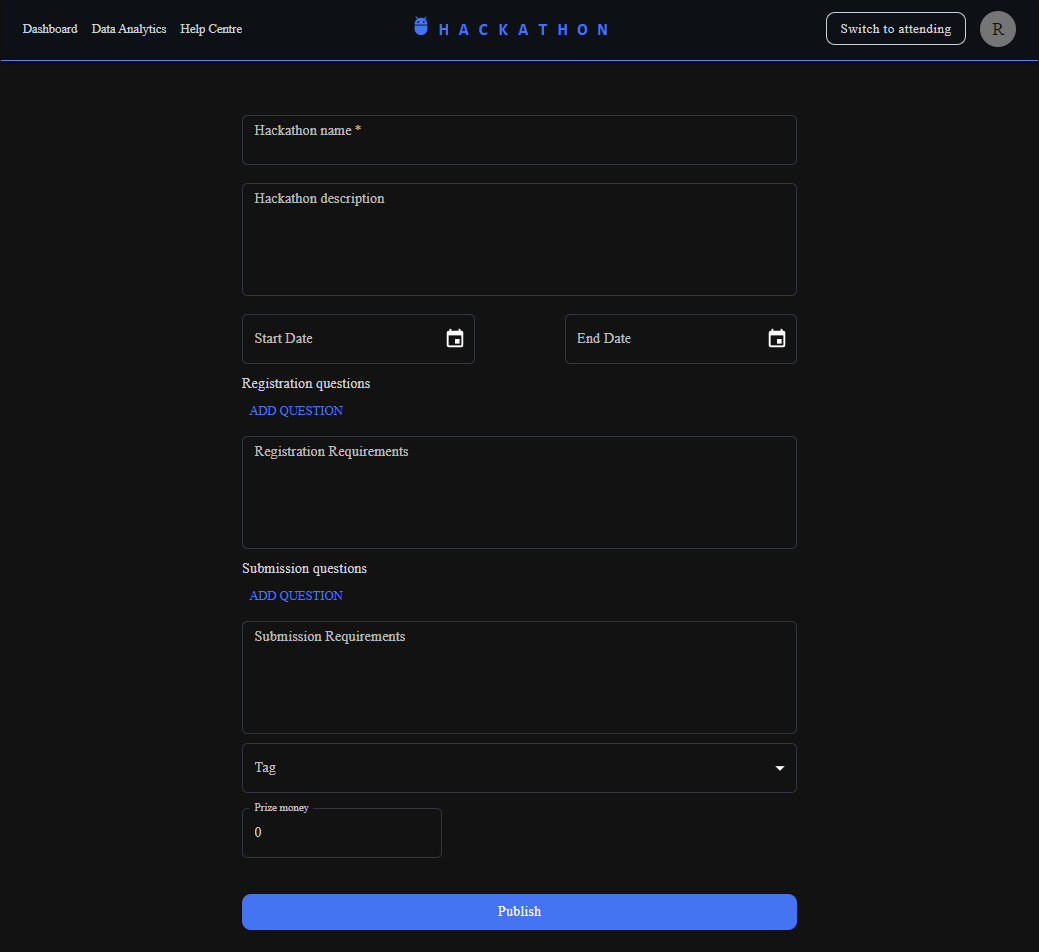 Dashboard Data Analytics Help Centre HACKATHON Switch to attending R
Hackathon name *
Hackathon description
Start Date End Date
Registration questions
ADD QUESTION
Registration Requirements
Submission questions
ADD QUESTION
Submission Requirements
Tag
Prize money
0
Publish